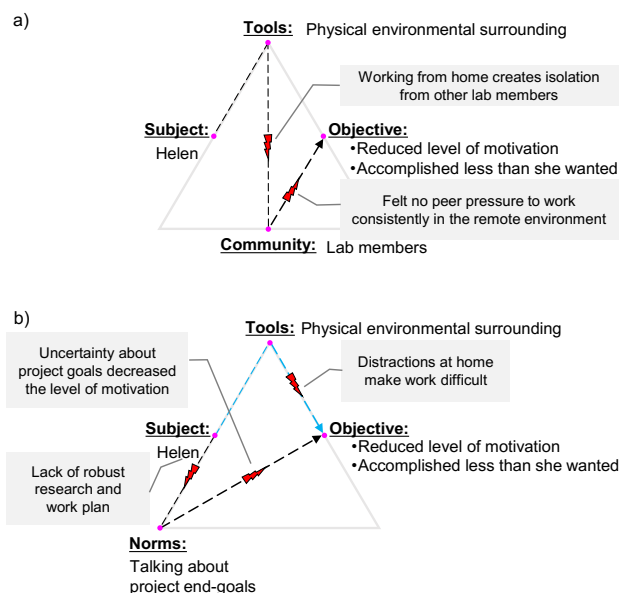 a)
Tools: Physical environmental surrounding
Working from home creates isolation
from other lab members
Subject:
Helen
Objective:
•Reduced level of motivation
•Accomplished less than she wanted
Felt no peer pressure to work
consistently in the remote environment
Community: Lab members
b)
Tools: Physical environmental surrounding
Uncertainty about
project goals decreased
the level of motivation
Distractions at home
make work difficult
Subject:
Helen
Objective:
•Reduced level of motivation
•Accomplished less than she wanted
Lack of robust
research and
work plan
Norms:
Talking about
project end-goals